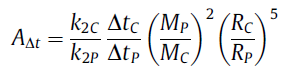 A_{Δt} = \frac{k_{2C}}{k_{2P}} \frac{Δt_C}{Δt_P} \left( \frac{M_P}{M_C} \right)^2 \left( \frac{R_C}{R_P} \right)^5